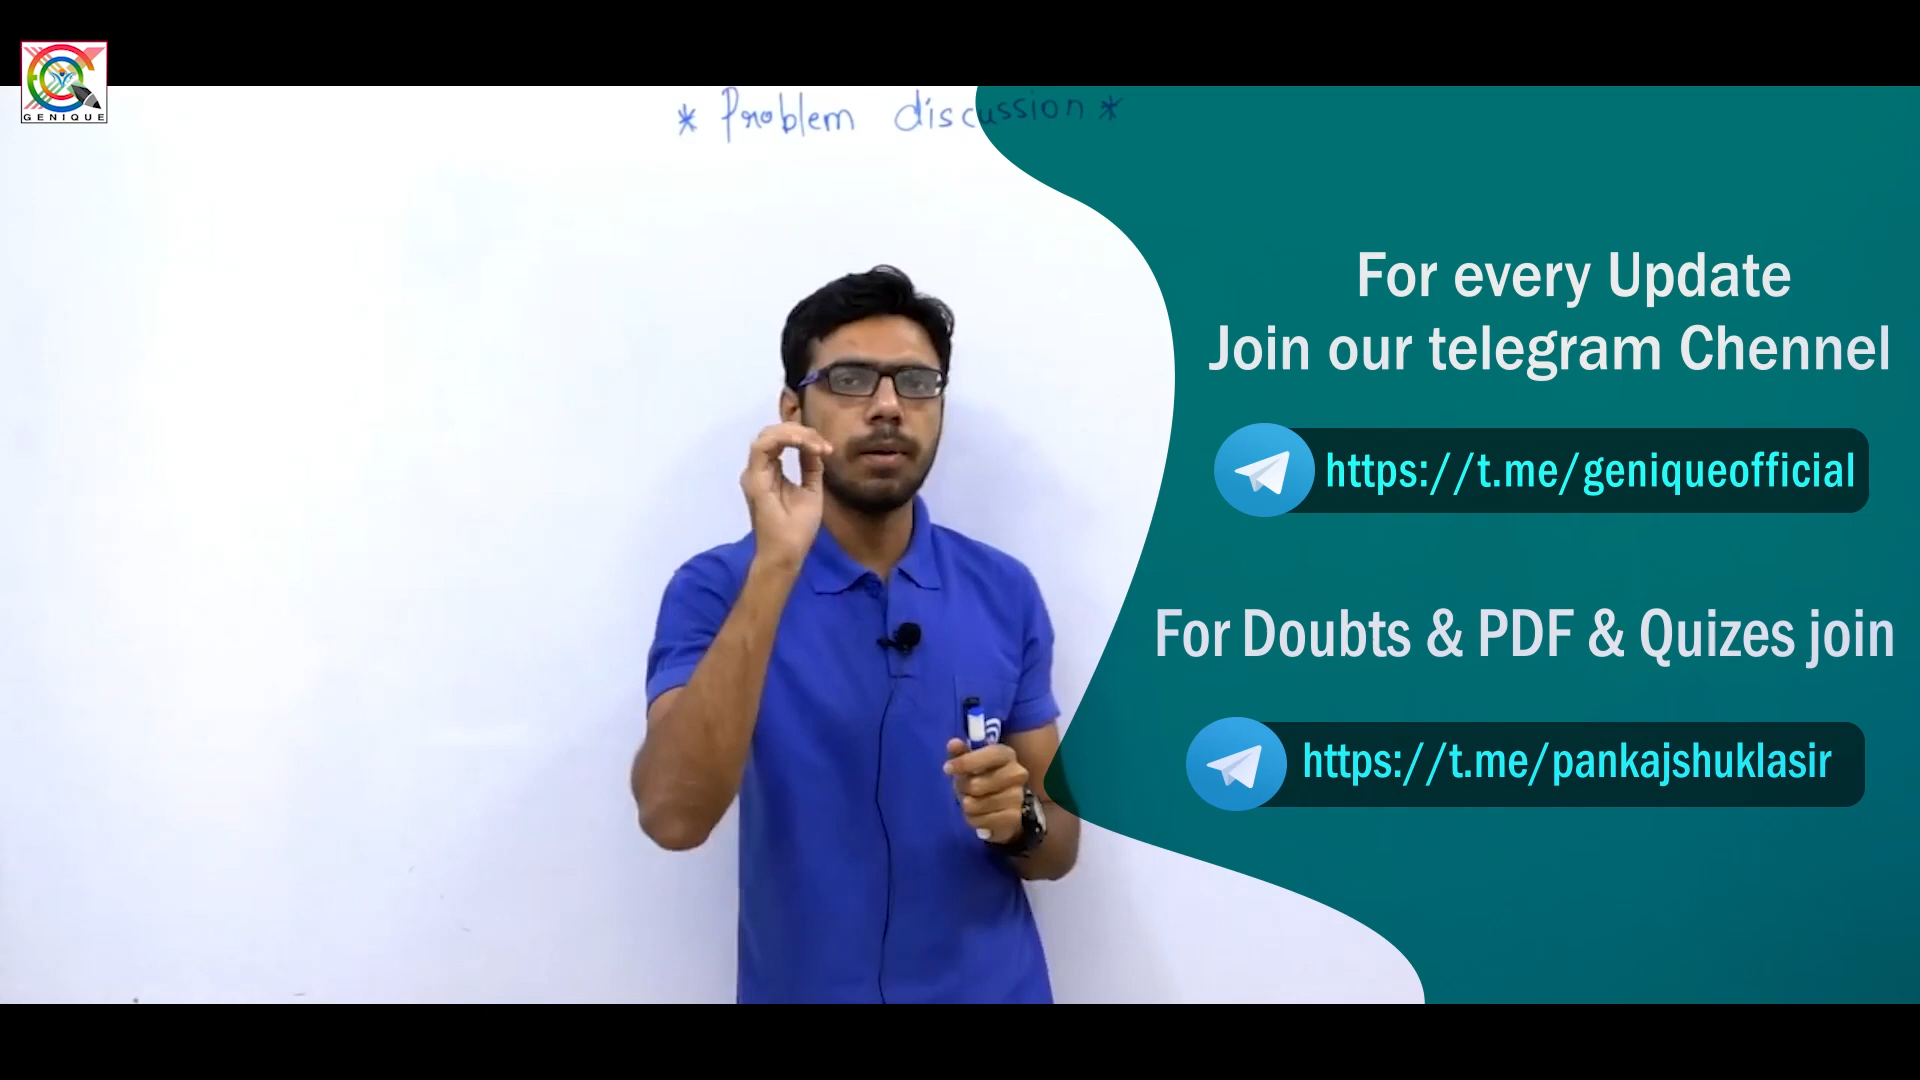 GENIQUE
* Problem discussion *
For every Update
Join our telegram Chennel
https://t.me/geniqueofficial
For Doubts & PDF & Quizes join
https://t.me/pankajshuklasir